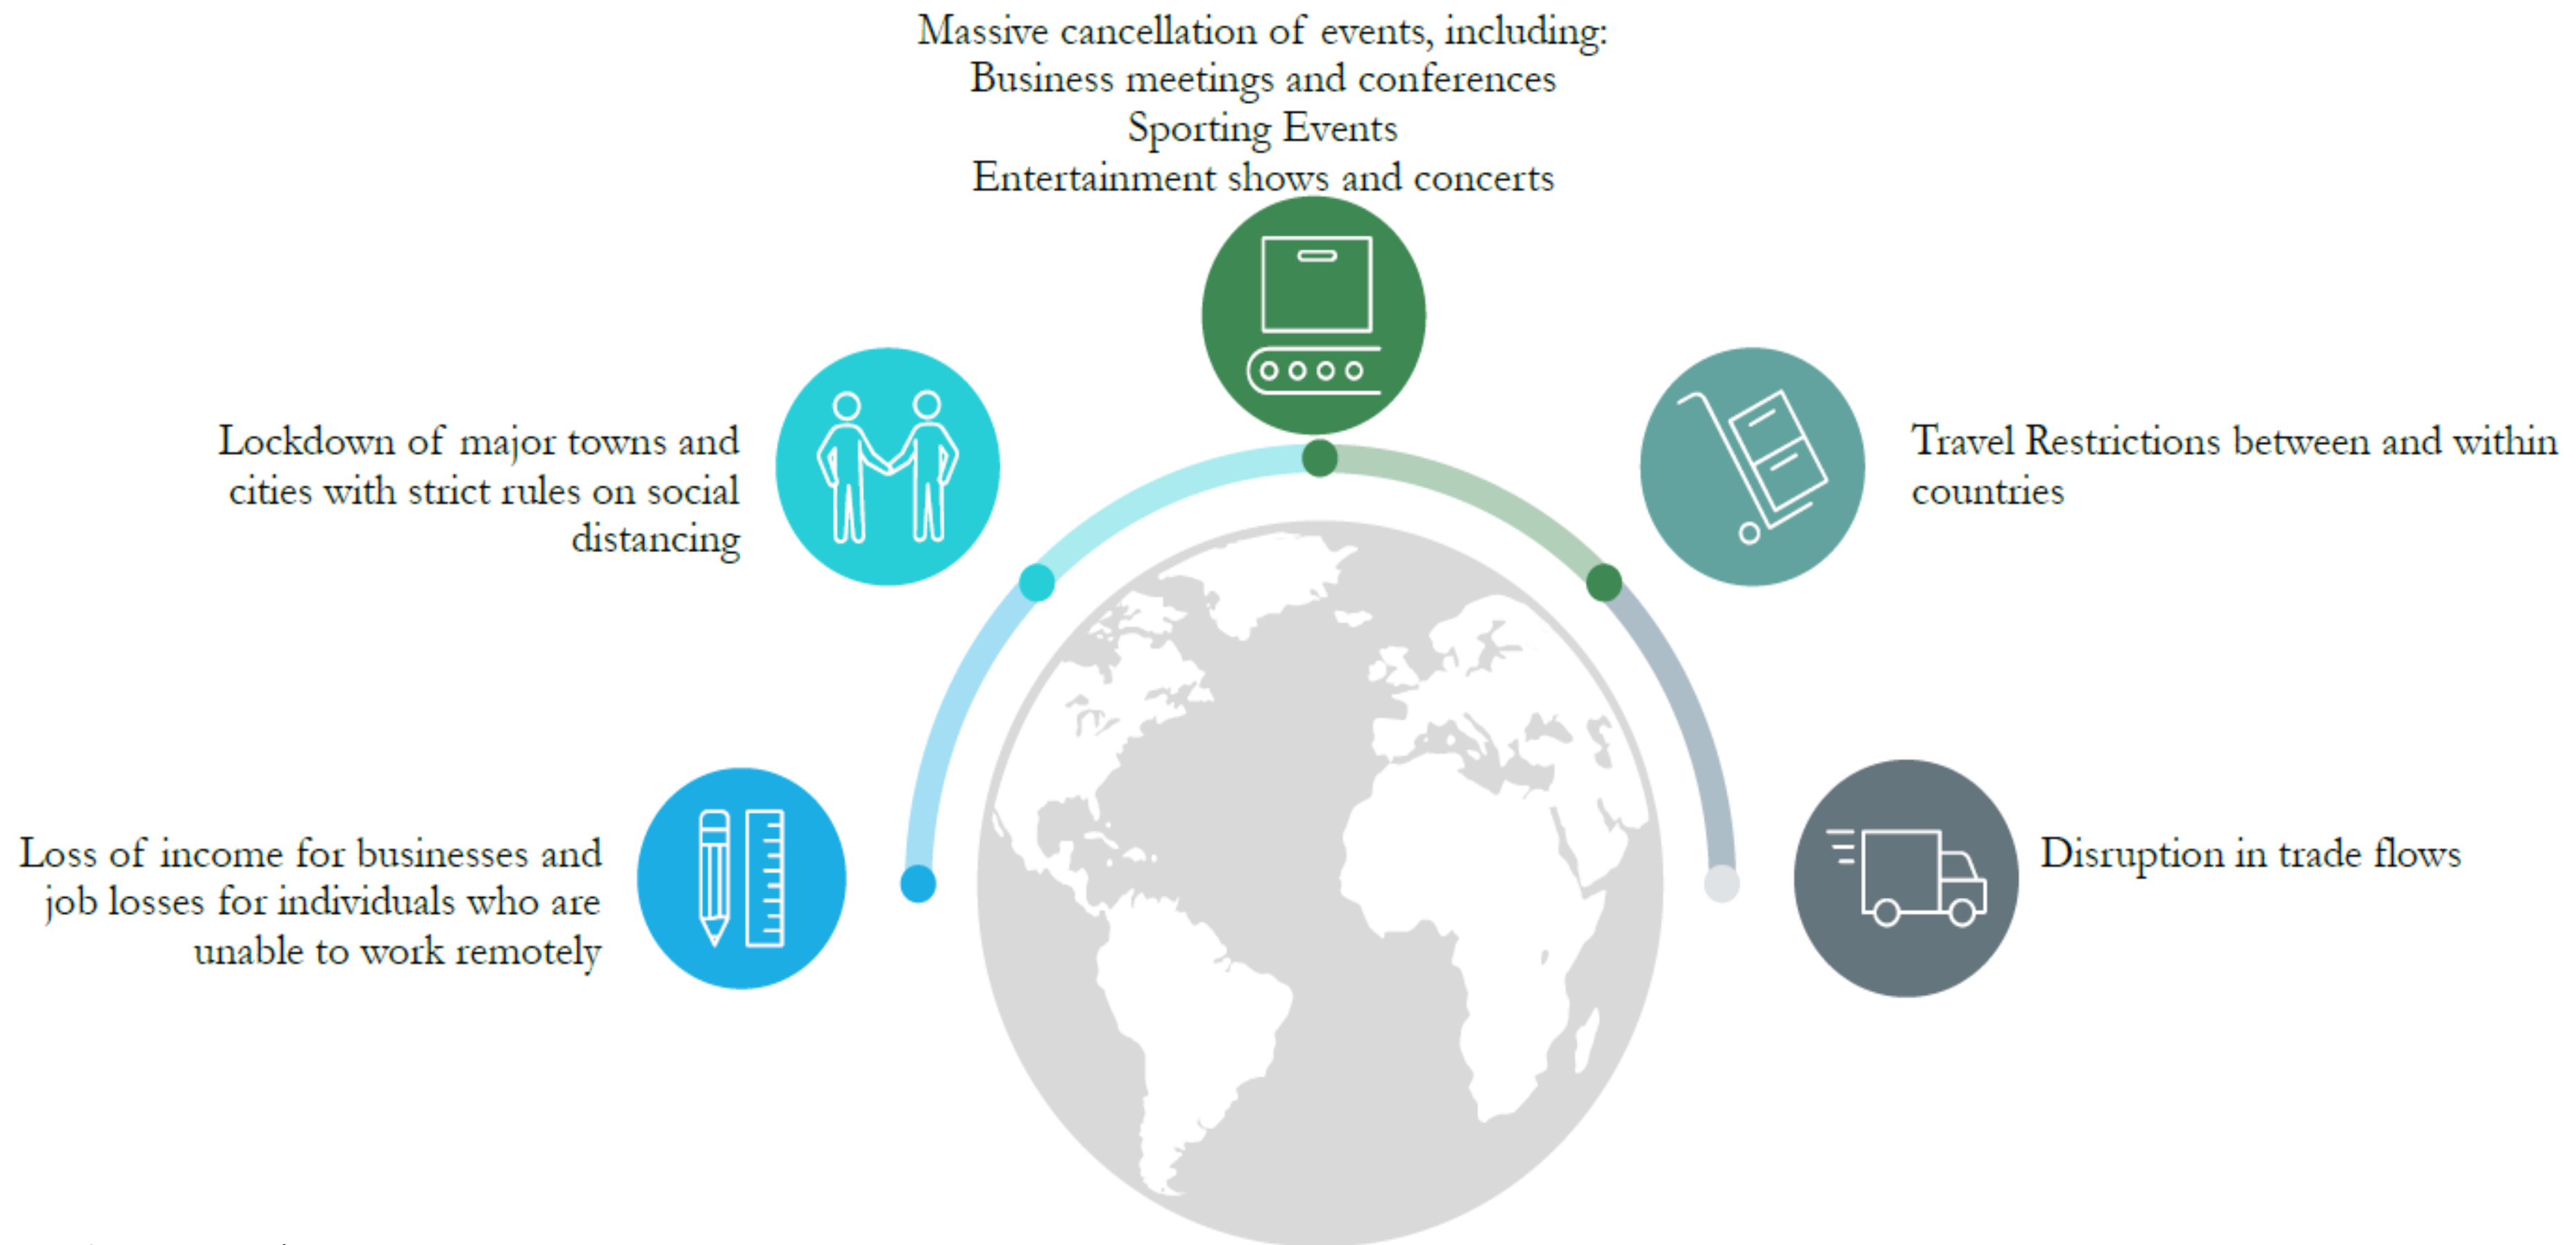 Massive cancellation of events, including:
Business meetings and conferences
Sporting Events
Entertainment shows and concerts
Lockdown of major towns and
cities with strict rules on social
distancing
Travel Restrictions between and within
countries
Loss of income for businesses and
job losses for individuals who are
unable to work remotely
Disruption in trade flows